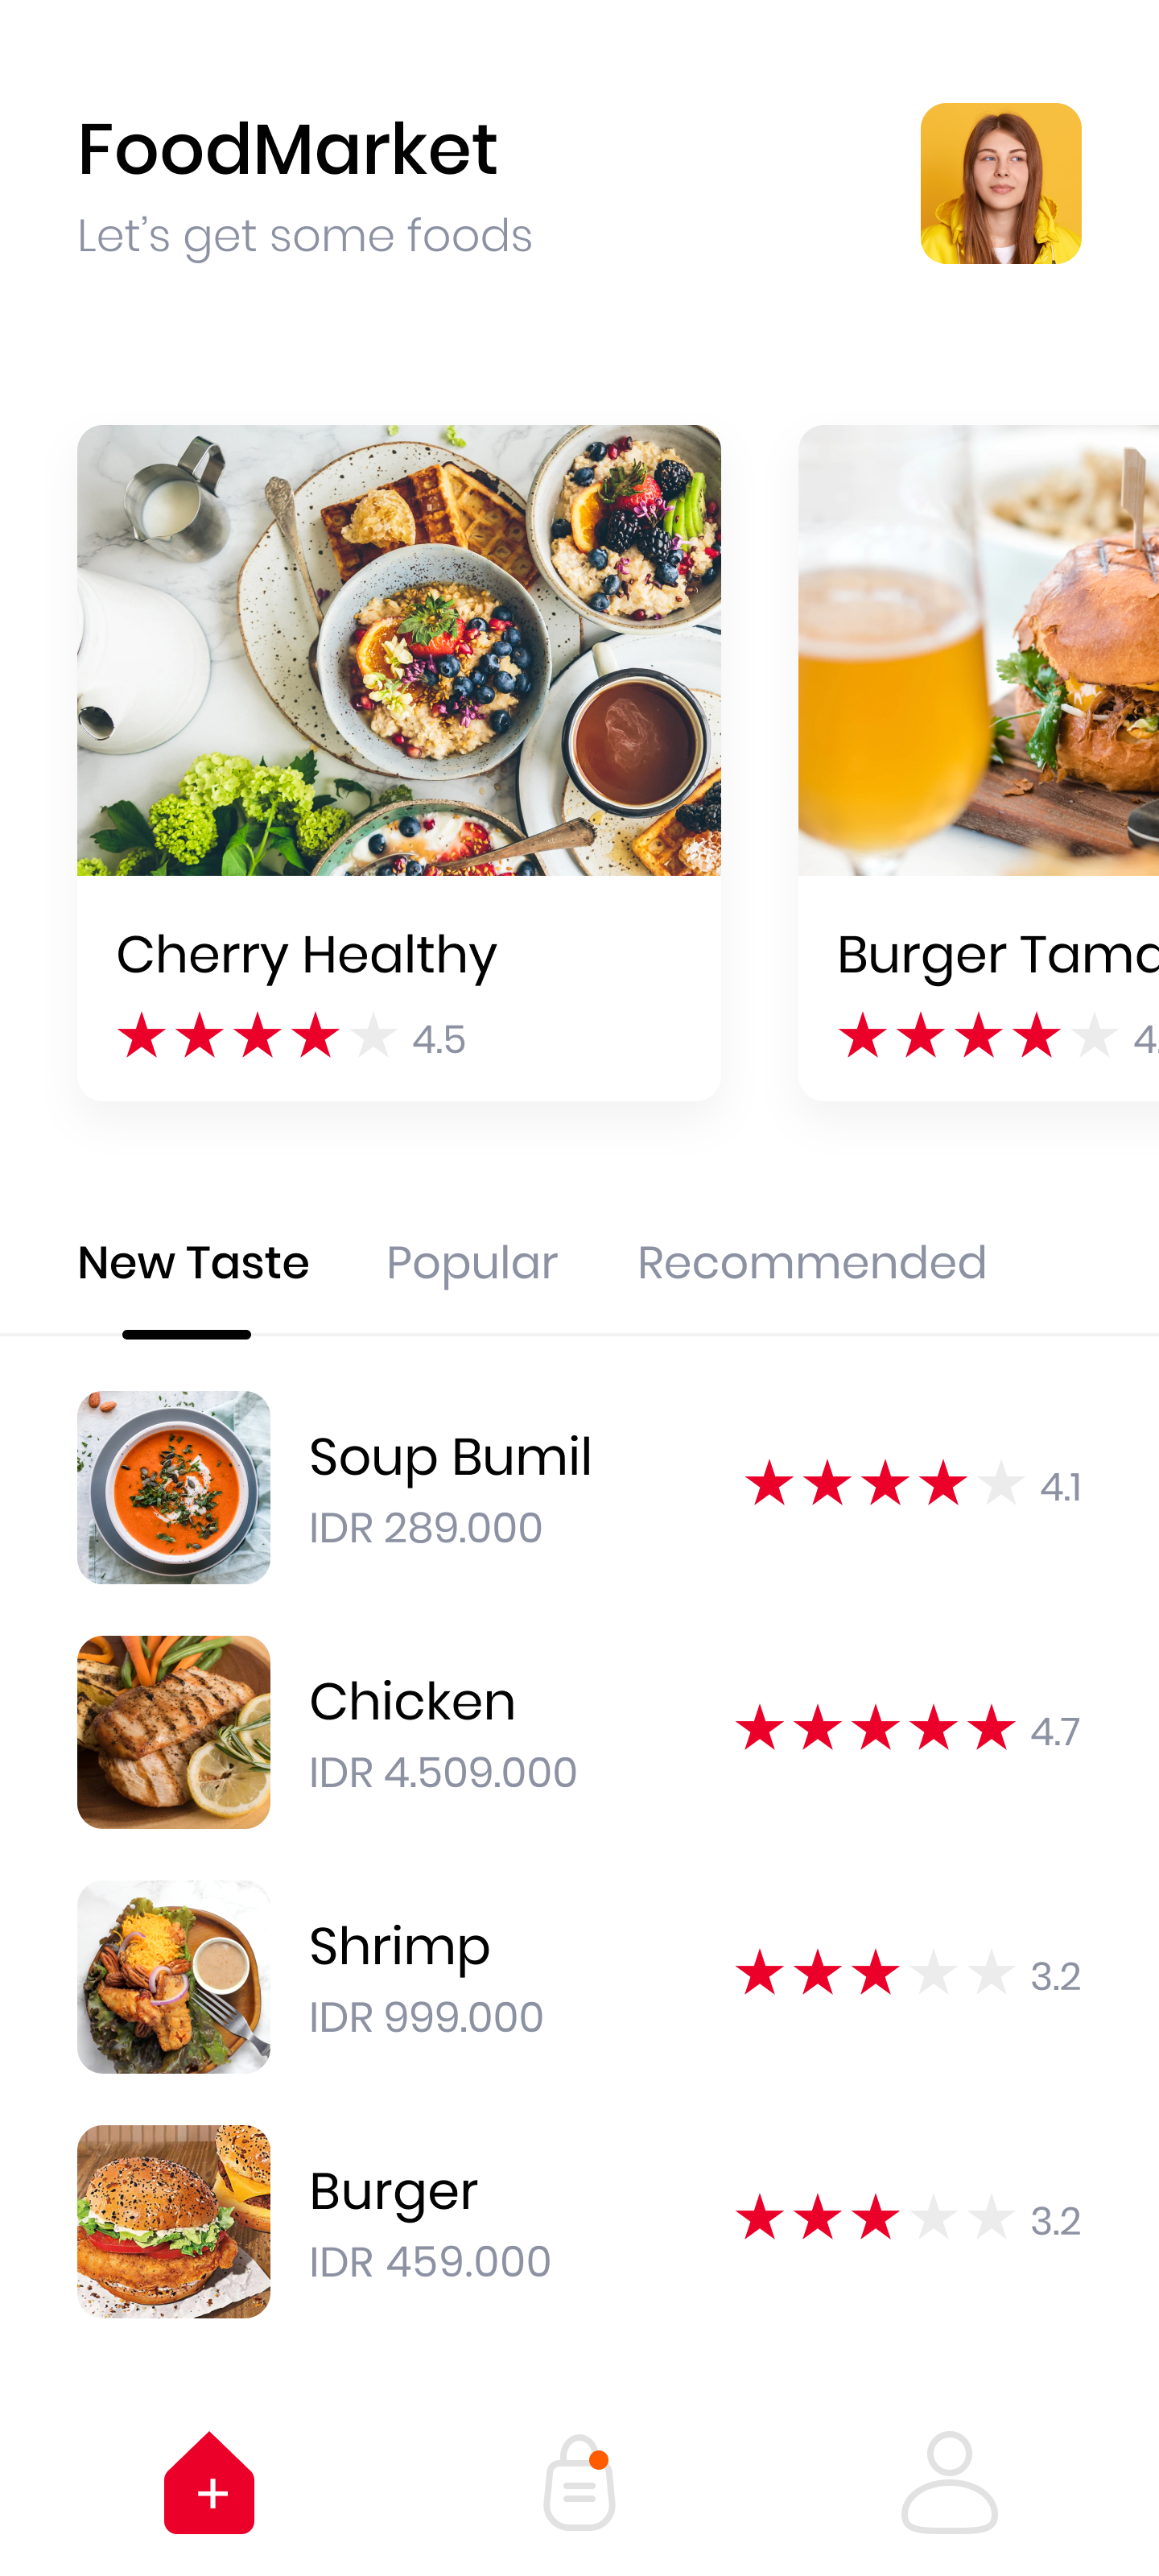 FoodMarket
Let’s get some foods
Cherry Healthy
4.5
Burger
New Taste
Popular
Recommended
Soup Bumil
IDR 289.000
4.1
Chicken
IDR 4.509.000
4.7
Shrimp
IDR 999.000
3.2
Burger
IDR 459.000
3.2